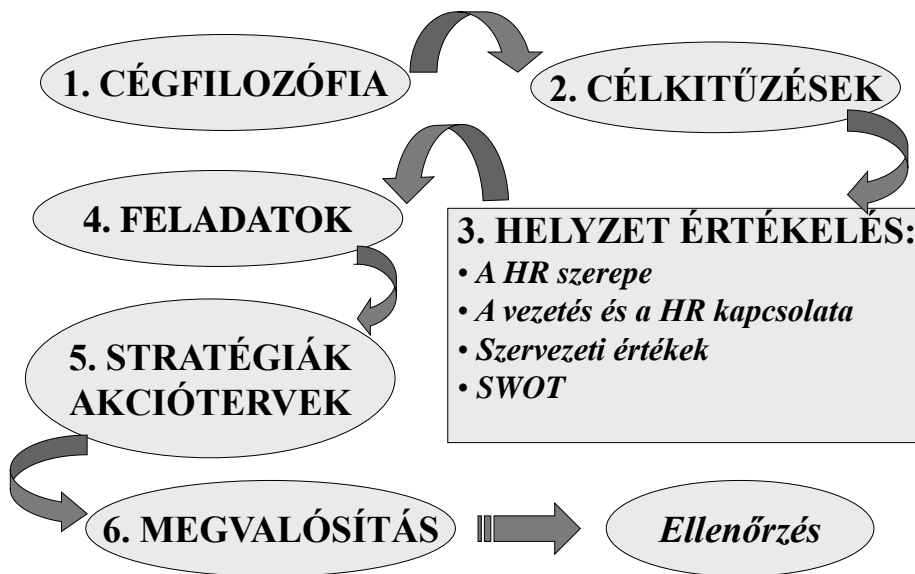 1. CÉGFILOZÓFIA
2. CÉLKITŰZÉSEK
3. HELYZET ÉRTÉKELÉS:
• A HR szerepe
• A vezetés és a HR kapcsolata
• Szervezeti értékek
• SWOT
4. FELADATOK
5. STRATÉGIÁK
AKCIÓTERVEK
6. MEGVALÓSÍTÁS
Ellenőrzés